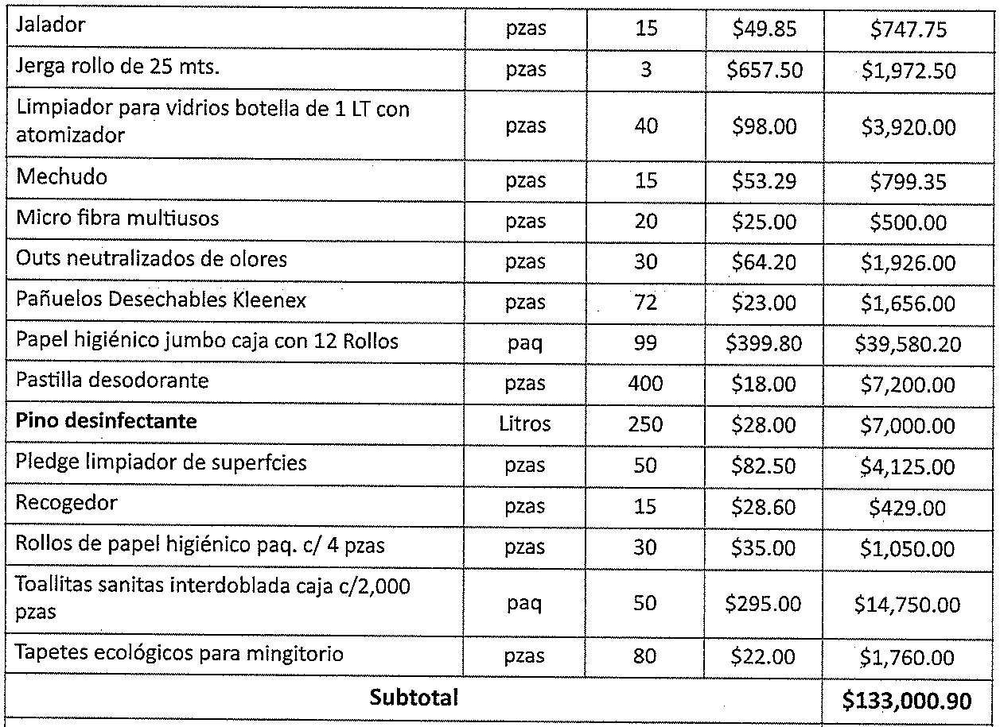 Jalador pzas 15 $49.85 $747.75
Jerga rollo de 25 mts. pzas 3 $657.50 $1,972.50
Limpiador para vidrios botella de 1 LT con
atomizador pzas 40 $98.00 $3,920.00
Mechudo pzas 15 $53.29 $799.35
Micro fibra multiusos pzas 20 $25.00 $500.00
Outs neutralizados de olores pzas 30 $64.20 $1,926.00
Pañuelos Desechables Kleenex pzas 72 $23.00 $1,656.00
Papel higiénico jumbo caja con 12 Rollos paq 99 $399.80 $39,580.20
Pastilla desodorante pzas 400 $18.00 $7,200.00
Pino desinfectante Litros 250 $28.00 $7,000.00
Pledge limpiador de superfcies pzas 50 $82.50 $4,125.00
Recogedor pzas 15 $28.60 $429.00
Rollos de papel higiénico paq. c/ 4 pzas pzas 30 $35.00 $1,050.00
Toallitas sanitas interdoblada caja c/2,000
pzas paq 50 $295.00 $14,750.00
Tapetes ecológicos para mingitorio pzas 80 $22.00 $1,760.00
Subtotal $133,000.90